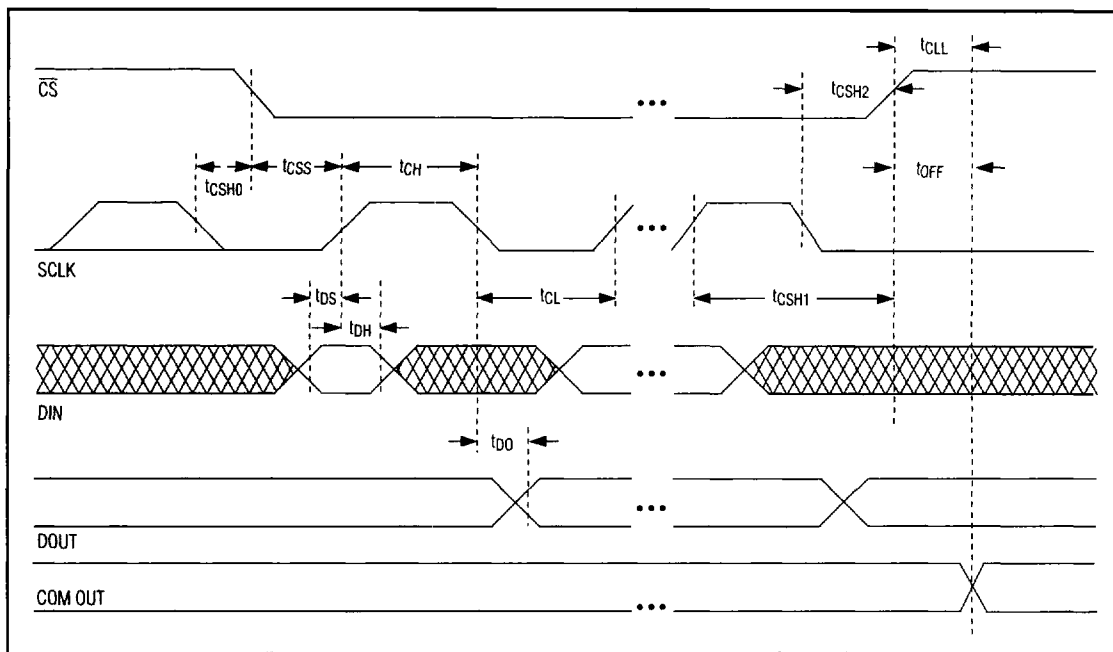 tCLL
CS
tCSH2
tCSH0
tCSS
tCH
tOFF
SCLK
tDS
tCL
tCSH1
tDH
DIN
tDO
DOUT
COM OUT